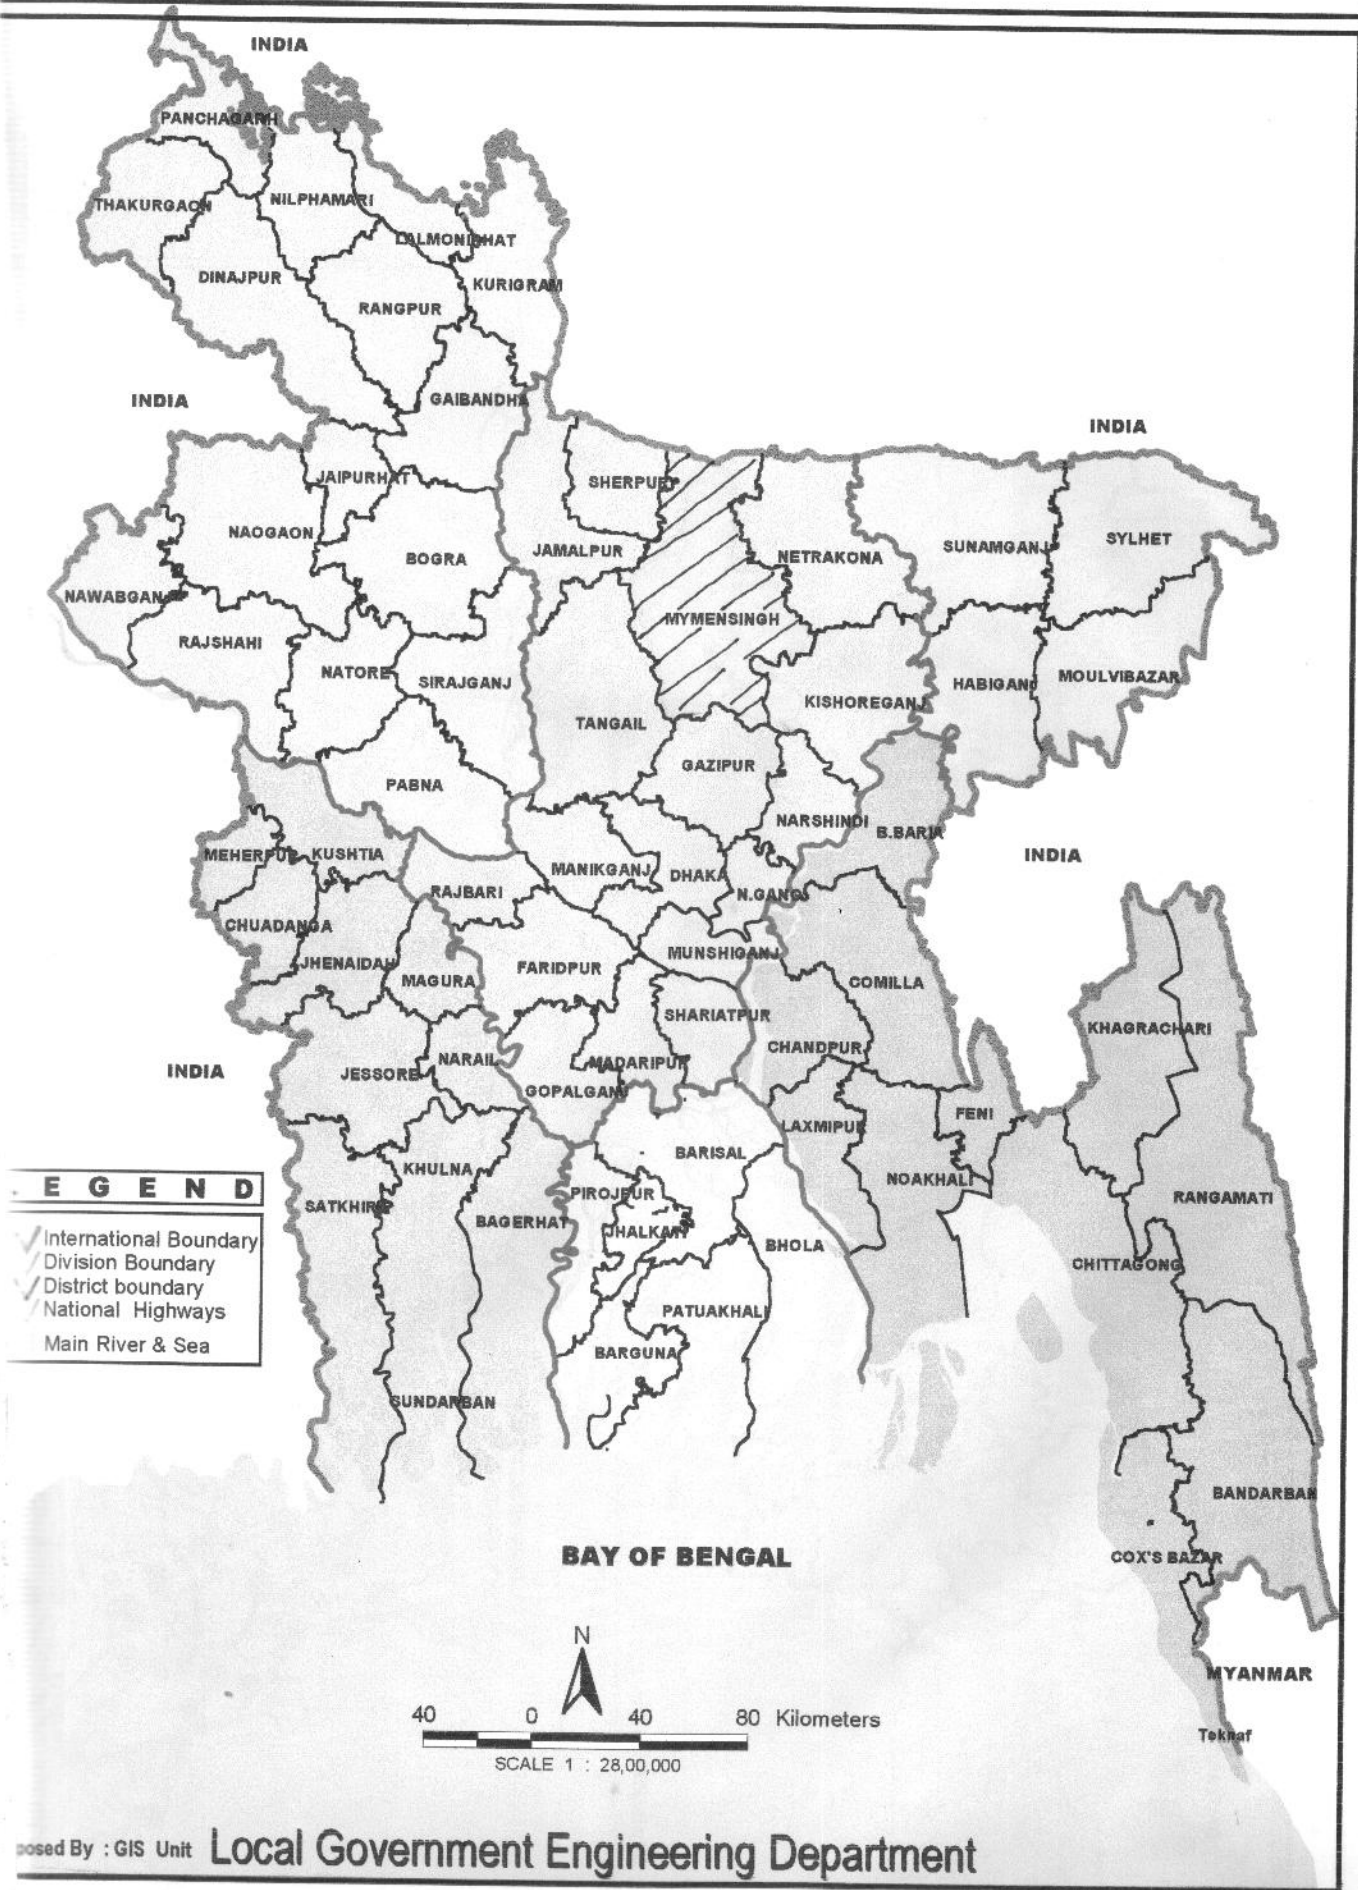 INDIA
PANCHAGARH
THAKURGAON
NILPHAMARI
LALMONIRHAT
DINAJPUR
KURIGRAM
RANGPUR
INDIA
GAIBANDHA
INDIA
JAIPURHAT
SHERPUR
NAOGAON
BOGRA
JAMALPUR
NETRAKONA
SUNAMGANJ
SYLHET
NAWABGANJ
MYMENSINGH
RAJSHAHI
NATORE
SIRAJGANJ
HABIGANJ
MOULVIBAZAR
KISHOREGANJ
TANGAIL
GAZIPUR
PABNA
NARSHINDI
B.BARIA
MEHERPUR
KUSHTIA
INDIA
MANIKGANJ
DHAKA
N.GANG
RAJBARI
CHUADANGA
JHENAIDAH
MAGURA
FARIDPUR
MUNSHIGANJ
COMILLA
SHARIATPUR
KHAGRACHARI
CHANDPUR
INDIA
JESSORE
NARAIL
MADARIPUR
GOPALGANJ
FENI
LAXMIPUR
BARISAL
KHULNA
NOAKHALI
PIROJPUR
RANGAMATI
SATKHIRA
BAGERHAT
JHALKATI
BHOLA
CHITTAGONG
PATUAKHALI
BARGUNA
SUNDARBAN
BANDARBAN
COX'S BAZAR
BAY OF BENGAL
MYANMAR
Teknaf
EGEND
International Boundary
Division Boundary
District boundary
National Highways
Main River & Sea
N
40 0 40 80 Kilometers
SCALE 1 : 28,00,000
posed By : GIS Unit Local Government Engineering Department